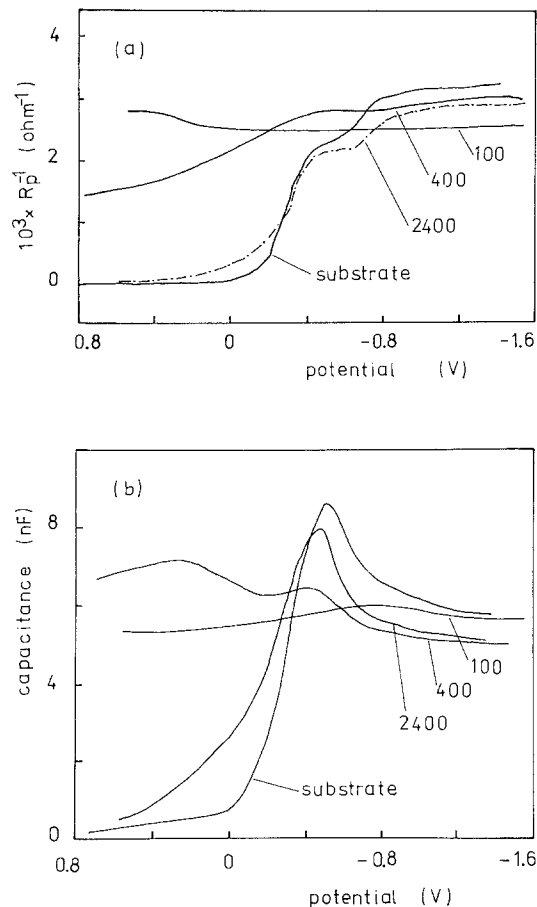 (a)
10³× Rp⁻¹ (ohm⁻¹)
4
2
0
100
400
2400
substrate
0.8
0
-0.8
-1.6
potential (V)
(b)
capacitance (nF)
8
4
0
100
400
2400
substrate
0.8
0
-0.8
-1.6
potential (V)